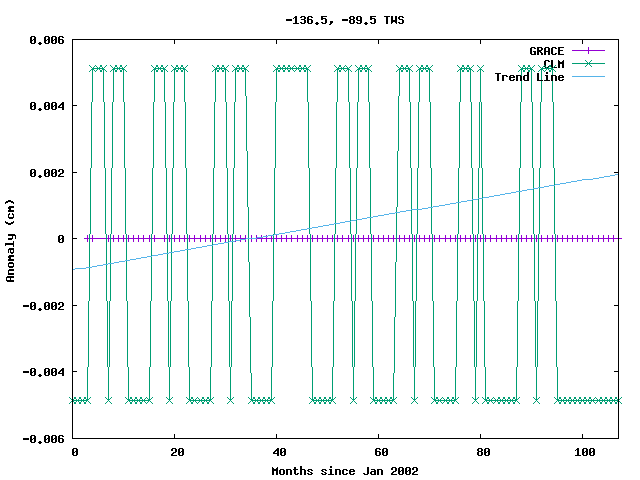 -136.5, -89.5 TWS
0.006
GRACE
CLM
Trend Line
0.004
0.002
0
-0.002
-0.004
-0.006
Anomaly (cm)
0 20 40 60 80 100
Months since Jan 2002